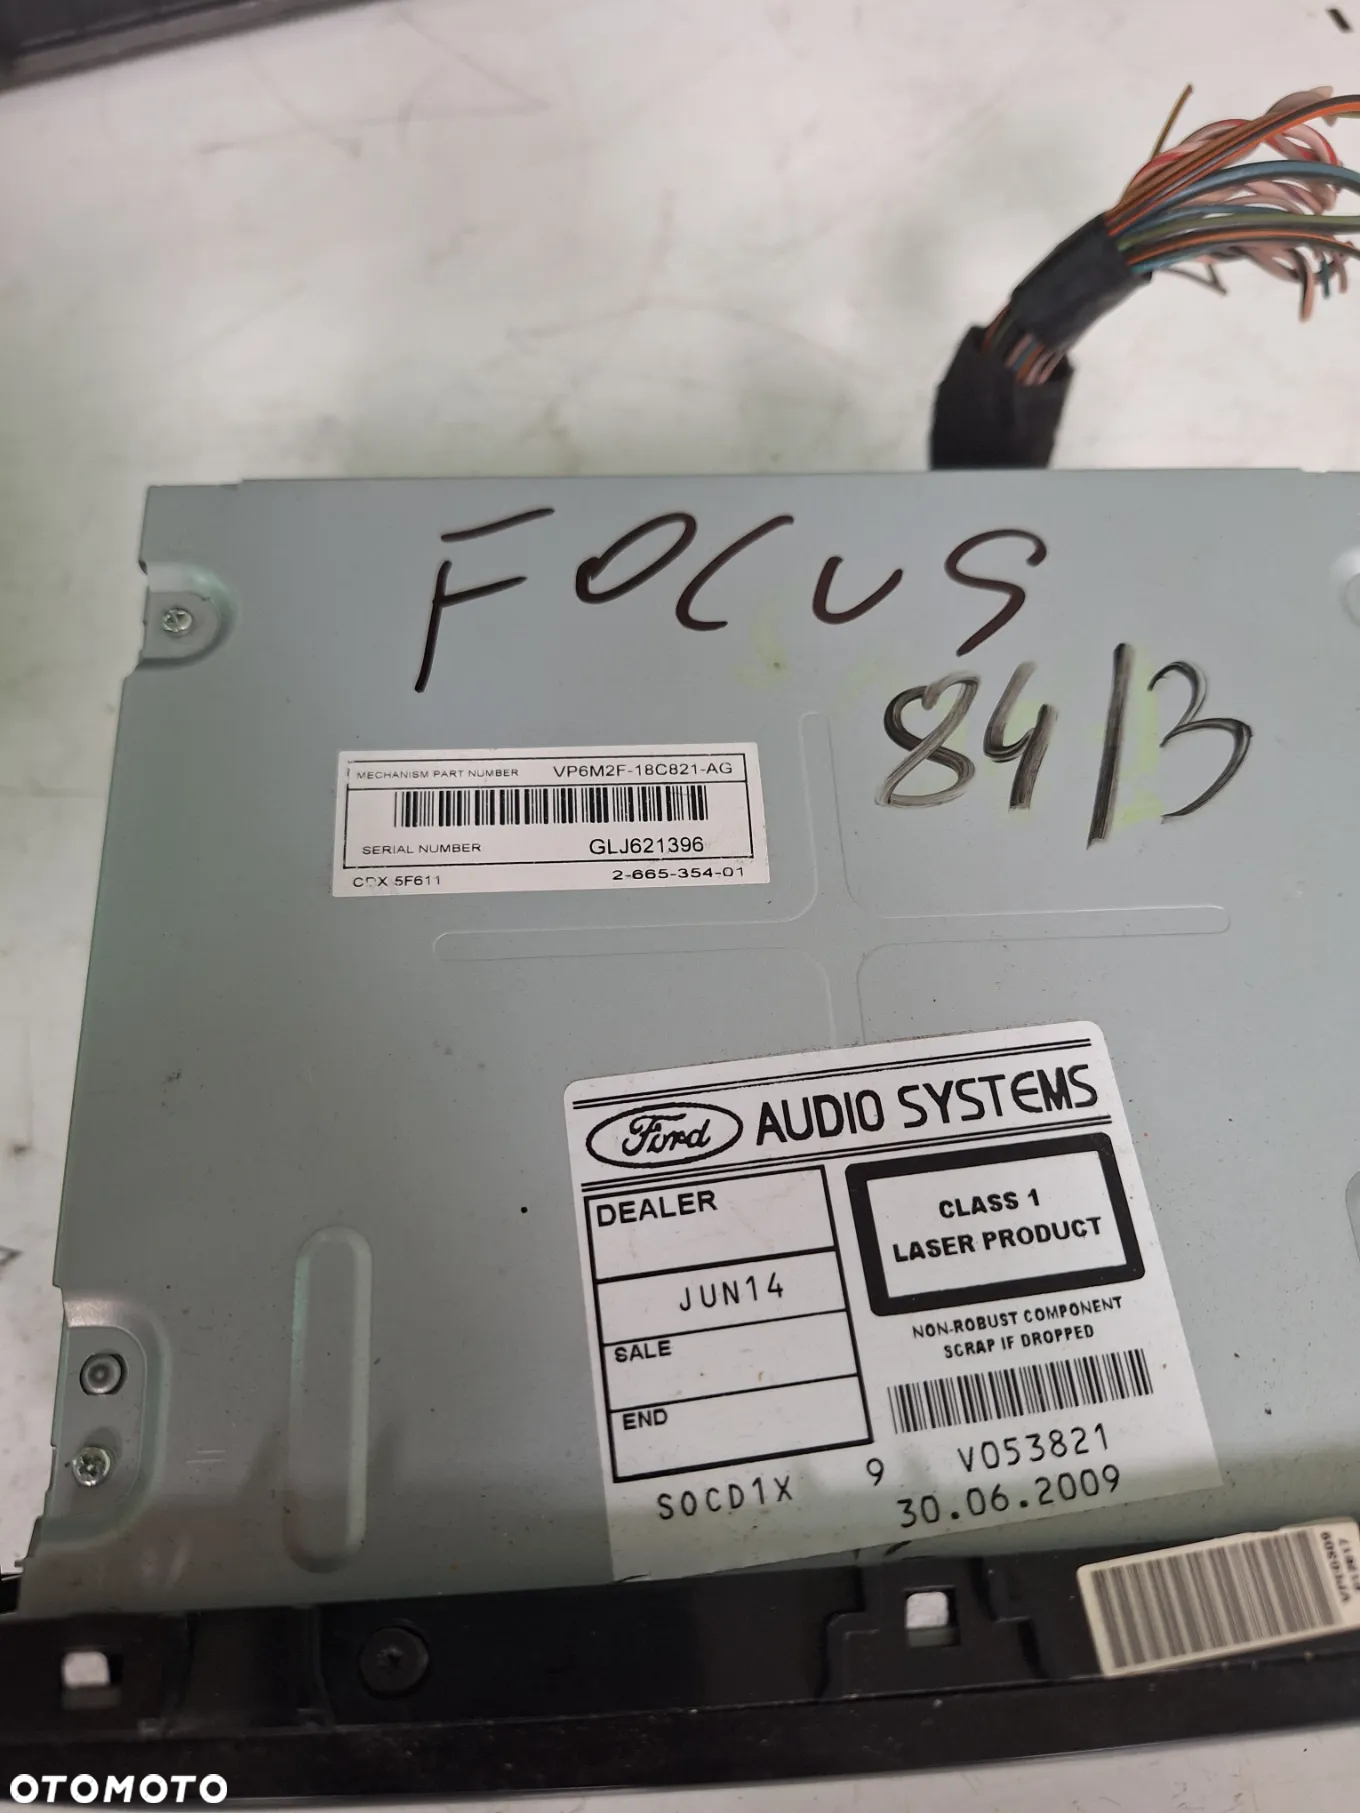 FOCUS
84/3
MECHANISM PART NUMBER VP6M2F-18C821-AG
SERIAL NUMBER GLJ621396
CDX 5F611 2-665-354-01
Ford AUDIO SYSTEMS
DEALER
JUN14
SALE
END
CLASS 1
LASER PRODUCT
NON-ROBUST COMPONENT
SCRAP IF DROPPED
V053821
SOCD1X 9 30.06.2009
OTOMOTO